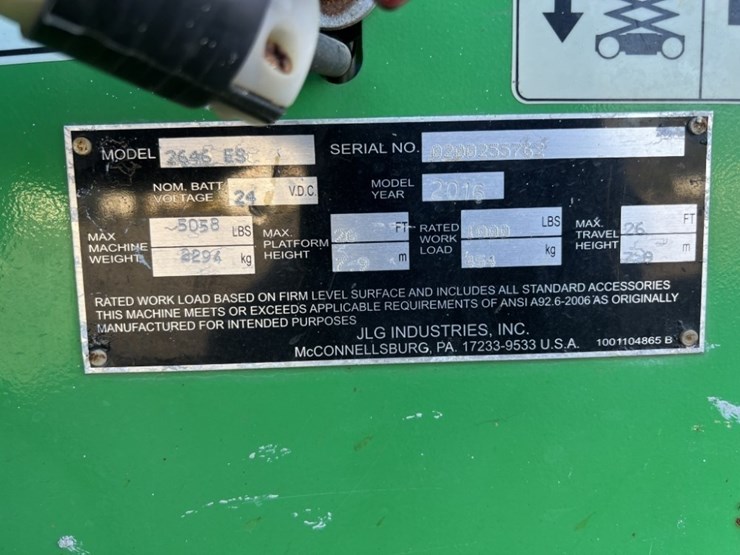 MODEL 2646 ES SERIAL NO. 0200255782
NOM. BATT. VOLTAGE 24 V.D.C. MODEL YEAR 2016
MAX MACHINE WEIGHT 5058 LBS 2294 kg
MAX. PLATFORM HEIGHT 26 FT 7.9 m
RATED WORK LOAD 1000 LBS kg
MAX. TRAVEL HEIGHT 26 FT m
RATED WORK LOAD BASED ON FIRM LEVEL SURFACE AND INCLUDES ALL STANDARD ACCESSORIES
THIS MACHINE MEETS OR EXCEEDS APPLICABLE REQUIREMENTS OF ANSI A92.6-2006 AS ORIGINALLY
MANUFACTURED FOR INTENDED PURPOSES
JLG INDUSTRIES, INC.
McCONNELLSBURG, PA. 17233-9533 U.S.A. 1001104865 B